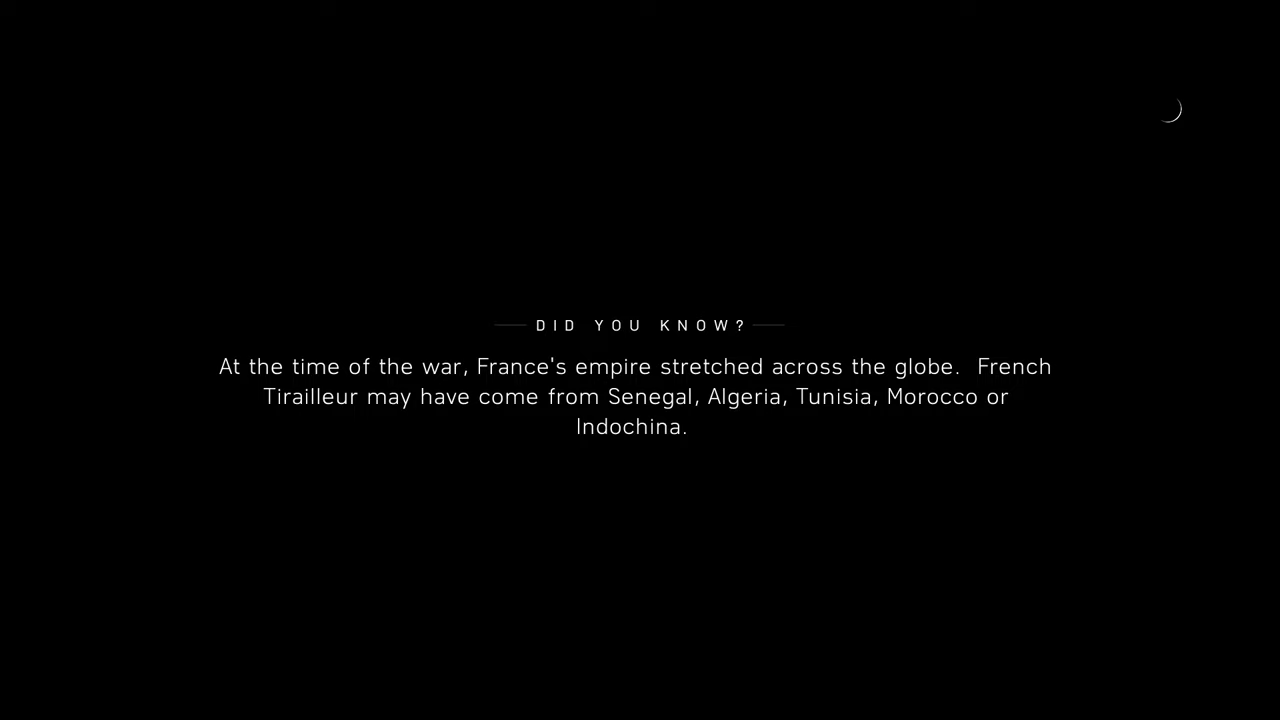 DID YOU KNOW?
At the time of the war, France's empire stretched across the globe.  French
Tirailleur may have come from Senegal, Algeria, Tunisia, Morocco or
Indochina.